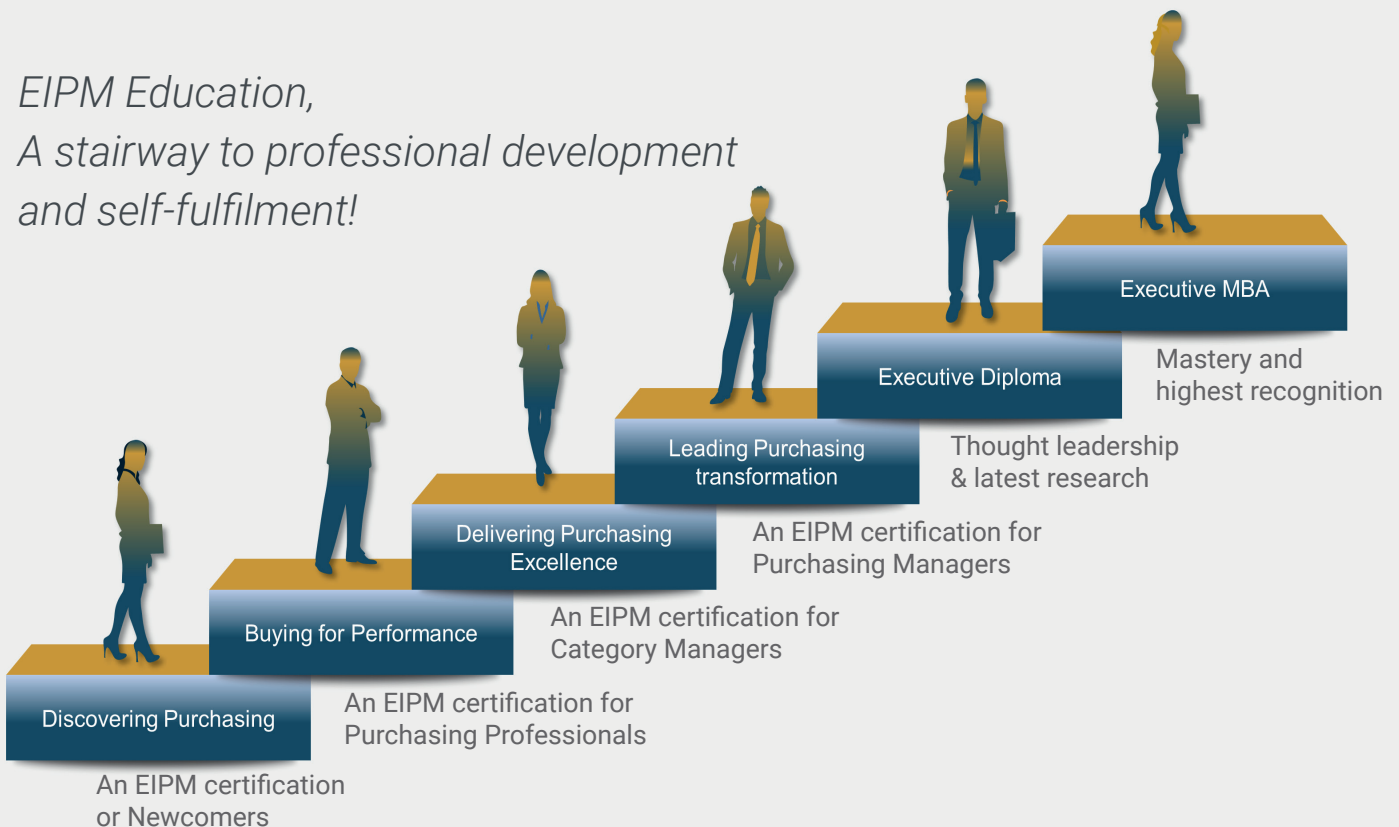 EIPM Education,
A stairway to professional development
and self-fulfilment!
Executive MBA
Mastery and
highest recognition
Executive Diploma
Thought leadership
& latest research
Leading Purchasing
transformation
An EIPM certification for
Purchasing Managers
Delivering Purchasing
Excellence
An EIPM certification for
Category Managers
Buying for Performance
An EIPM certification for
Purchasing Professionals
Discovering Purchasing
An EIPM certification
or Newcomers